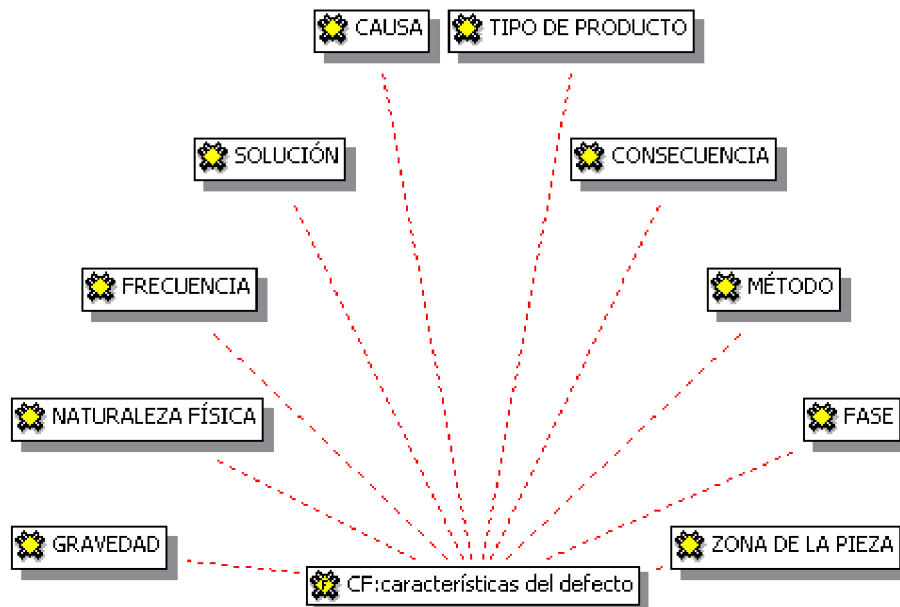 CAUSA
TIPO DE PRODUCTO
SOLUCIÓN
CONSECUENCIA
FRECUENCIA
MÉTODO
NATURALEZA FÍSICA
FASE
GRAVEDAD
ZONA DE LA PIEZA
F CF:características del defecto